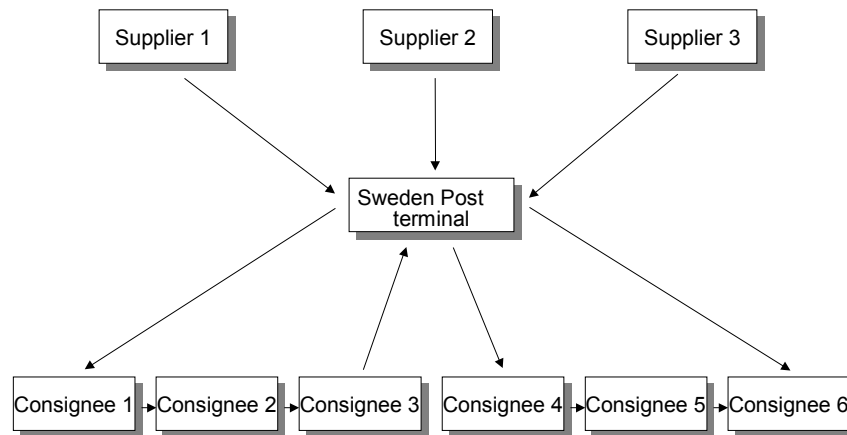 Supplier 1
Supplier 2
Supplier 3
Sweden Post
terminal
Consignee 1
Consignee 2
Consignee 3
Consignee 4
Consignee 5
Consignee 6